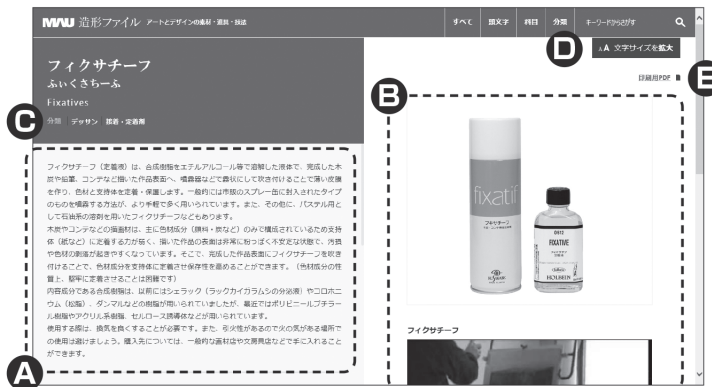 MAU 造形ファイル アートとデザインの素材・道具・技法
すべて 頭文字 科目 分類 キーワードからさがす
D
AA 文字サイズを拡大
印刷用PDF
E
フィクサチーフ
ふぃくさちーふ
Fixatives
C
分類 デッサン 接着・定着剤
B
フィクサチーフ（定着液）は、合成樹脂をエチルアルコール等で溶解した液体で、完成した木
炭や鉛筆、コンテなど描いた作品表面へ、噴霧器などで霧状にして吹き付けることで薄い皮膜
を作り、色材と支持体を定着・保護します。一般的には市販のスプレー缶に封入されたタイプ
のものを噴霧する方法が、より手軽で多く用いられています。また、その他に、パステル用と
して石油系の溶剤を用いたフィクサチーフなどもあります。
木炭やコンテなどの描画材は、主に色材成分（顔料・炭など）のみで構成されているため支持
体（紙など）に定着する力が弱く、描いた作品の表面は非常に粉っぽく不安定な状態で、汚損
や色材の剥落が起きやすくなっています。そこで、完成した作品表面にフィクサチーフを吹き
付けることで、色材成分を支持体に定着させ保存性を高めることができます。（色材成分の性
質上、堅牢に定着させることは困難です）
内容成分である合成樹脂は、以前にはシェラック（ラックカイガラムシの分泌液）やコロホニ
ウム（松脂）、ダンマルなどの樹脂が用いられていましたが、最近ではポリビニールブチラー
ル樹脂やアクリル系樹脂、セルロース誘導体などが用いられています。
使用する際は、換気を良くすることが必要です。また、引火性があるので火の気がある場所で
の使用は避けましょう。購入先については、一般的な画材店や文房具店などで手に入れること
ができます。
A
fixatif
フキサチーフ
KUSAKABE
O512
FIXATIVE
HOLBEIN
フィクサチーフ